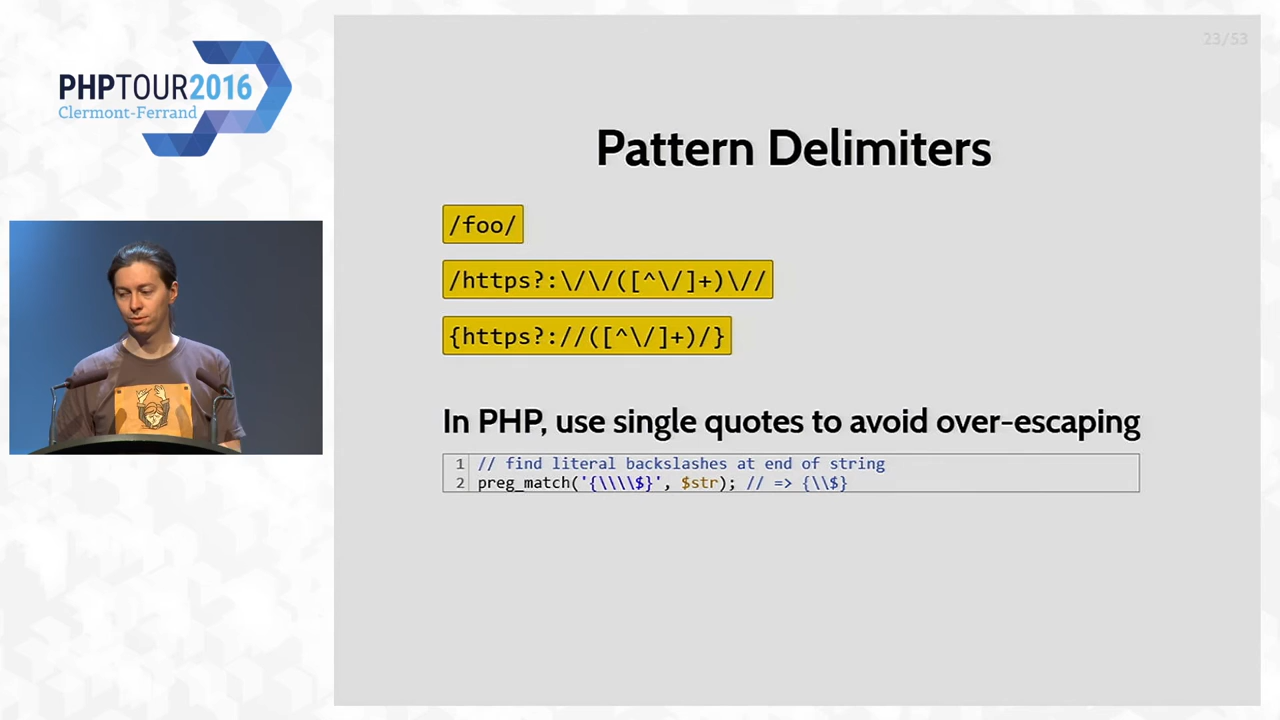 PHPTOUR2016
Clermont-Ferrand
23/53
Pattern Delimiters
/foo/
/https?:\/\/([^\/]+)\//
{https?://([^\/]+)/}
In PHP, use single quotes to avoid over-escaping
1 // find literal backslashes at end of string
2 preg_match('{\\\\$}', $str); // => {\\$}